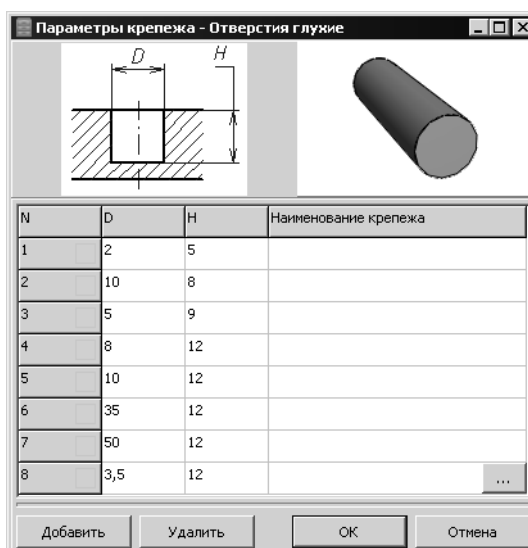 Параметры крепежа - Отверстия глухие
D H
N D H Наименование крепежа
1 2 5
2 10 8
3 5 9
4 8 12
5 10 12
6 35 12
7 50 12
8 3,5 12 ...
Добавить Удалить ОК Отмена